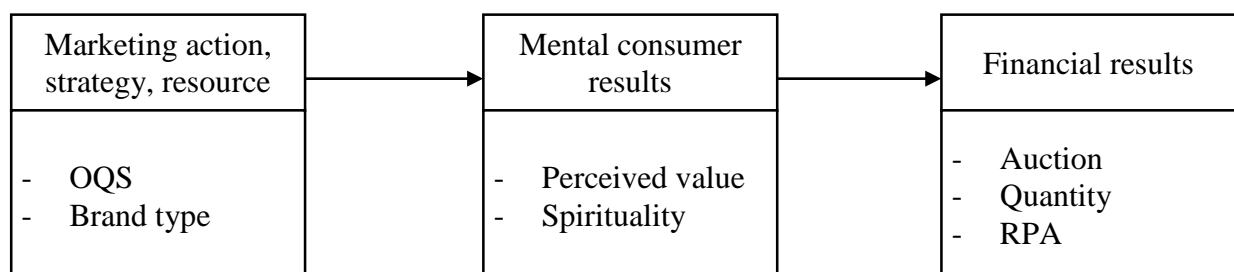 Marketing action,
strategy, resource
- OQS
- Brand type
Mental consumer
results
- Perceived value
- Spirituality
Financial results
- Auction
- Quantity
- RPA